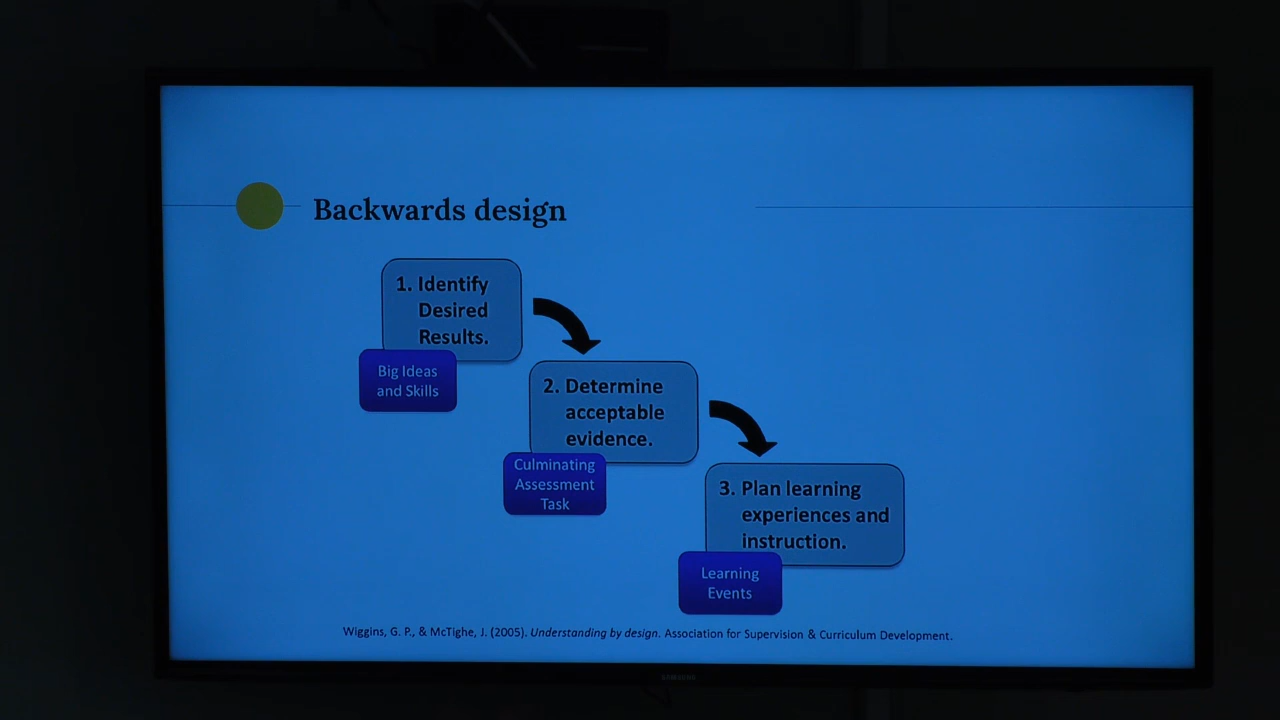 Backwards design
1. Identify
Desired
Results.
Big Ideas
and Skills
2. Determine
acceptable
evidence.
Culminating
Assessment
Task
3. Plan learning
experiences and
instruction.
Learning
Events
Wiggins, G. P., & McTighe, J. (2005). Understanding by design. Association for Supervision & Curriculum Development.
SAMSUNG